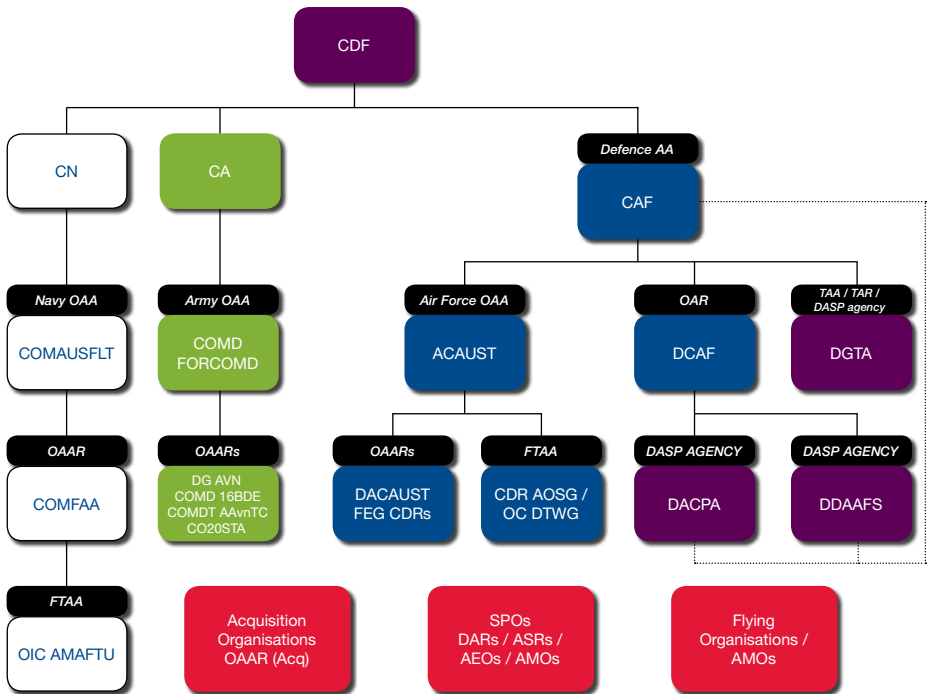 CDF
CN
CA
Defence AA
CAF
Navy OAA
COMAUSFLT
Army OAA
COMD
FORCOMD
Air Force OAA
ACAUST
OAR
DCAF
TAA / TAR /
DASP agency
DGTA
OAAR
COMFAA
OAARs
DG AVN
COMD 16BDE
COMDT AAvnTC
CO20STA
OAARs
DACAUST
FEG CDRs
FTAA
CDR AOSG /
OC DTWG
DASP AGENCY
DACPA
DASP AGENCY
DDAAFS
FTAA
OIC AMAFTU
Acquisition
Organisations
OAAR (Acq)
SPOs
DARs / ASRs /
AEOs / AMOs
Flying
Organisations /
AMOs